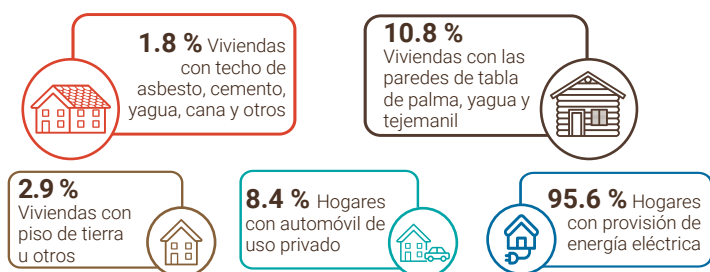 1.8 % Viviendas
con techo de
asbesto, cemento,
yagua, cana y otros
10.8 %
Viviendas con las
paredes de tabla
de palma, yagua y
tejemanil
2.9 %
Viviendas con
piso de tierra
u otros
8.4 % Hogares
con automóvil de
uso privado
95.6 % Hogares
con provisión de
energía eléctrica